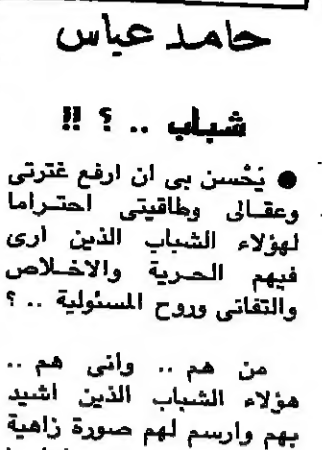 حامد عباس
شباب .. ؟ !!
● يَحْسن بى ان ارفع غترتى
وعقالى وطاقيتى احتراما
لهؤلاء الشباب الذين ارى
فيهم الحرية والاخلاص
والتفانى وروح المسئولية .. ؟
من هم .. وانى هم ..
هؤلاء الشباب الذين اشيد
بهم وارسم لهم صورة زاهية